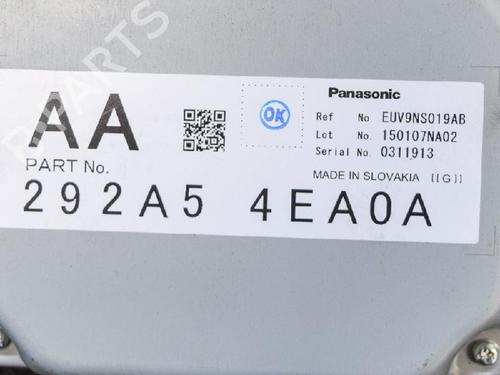 AA
PART No.
292A5 4EA0A
OK
Panasonic
Ref No. EUV9NS019AB
Lot No. 150107NA02
Serial No. 0311913
MADE IN SLOVAKIA [[G]]
PARTS